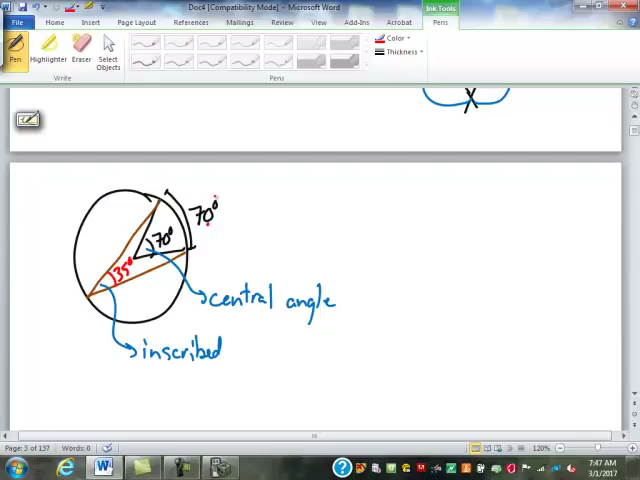 Doc4 [Compatibility Mode] - Microsoft Word
Ink Tools
File
Home
Insert
Page Layout
References
Mailings
Review
View
Add-Ins
Acrobat
Pens
Pen
Highlighter
Eraser
Select Objects
Color
Thickness
Write
Pens
70°
70°
35°
central angle
inscribed
Page: 3 of 137
Words: 0
120%
7:47 AM
3/1/2017